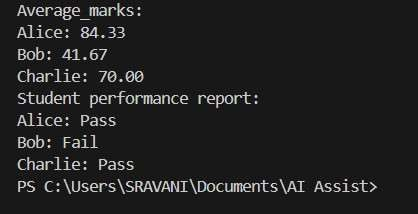 Average_marks:
Alice: 84.33
Bob: 41.67
Charlie: 70.00
Student performance report:
Alice: Pass
Bob: Fail
Charlie: Pass
PS C:\Users\SRAVANI\Documents\AI Assist>